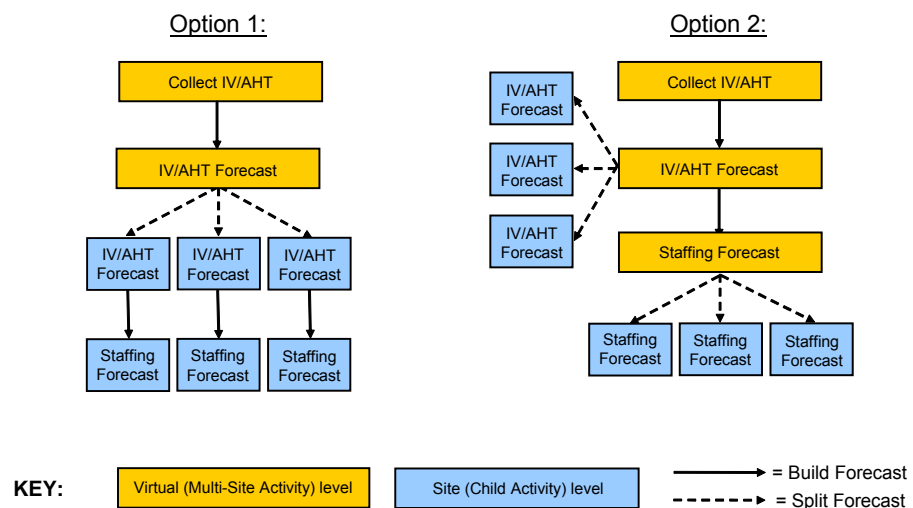 Option 1:
Collect IV/AHT
IV/AHT Forecast
IV/AHT
Forecast
IV/AHT
Forecast
IV/AHT
Forecast
Staffing
Forecast
Staffing
Forecast
Staffing
Forecast
Option 2:
IV/AHT
Forecast
IV/AHT
Forecast
IV/AHT
Forecast
Collect IV/AHT
IV/AHT Forecast
Staffing Forecast
Staffing
Forecast
Staffing
Forecast
Staffing
Forecast
KEY:
Virtual (Multi-Site Activity) level
Site (Child Activity) level
= Build Forecast
= Split Forecast